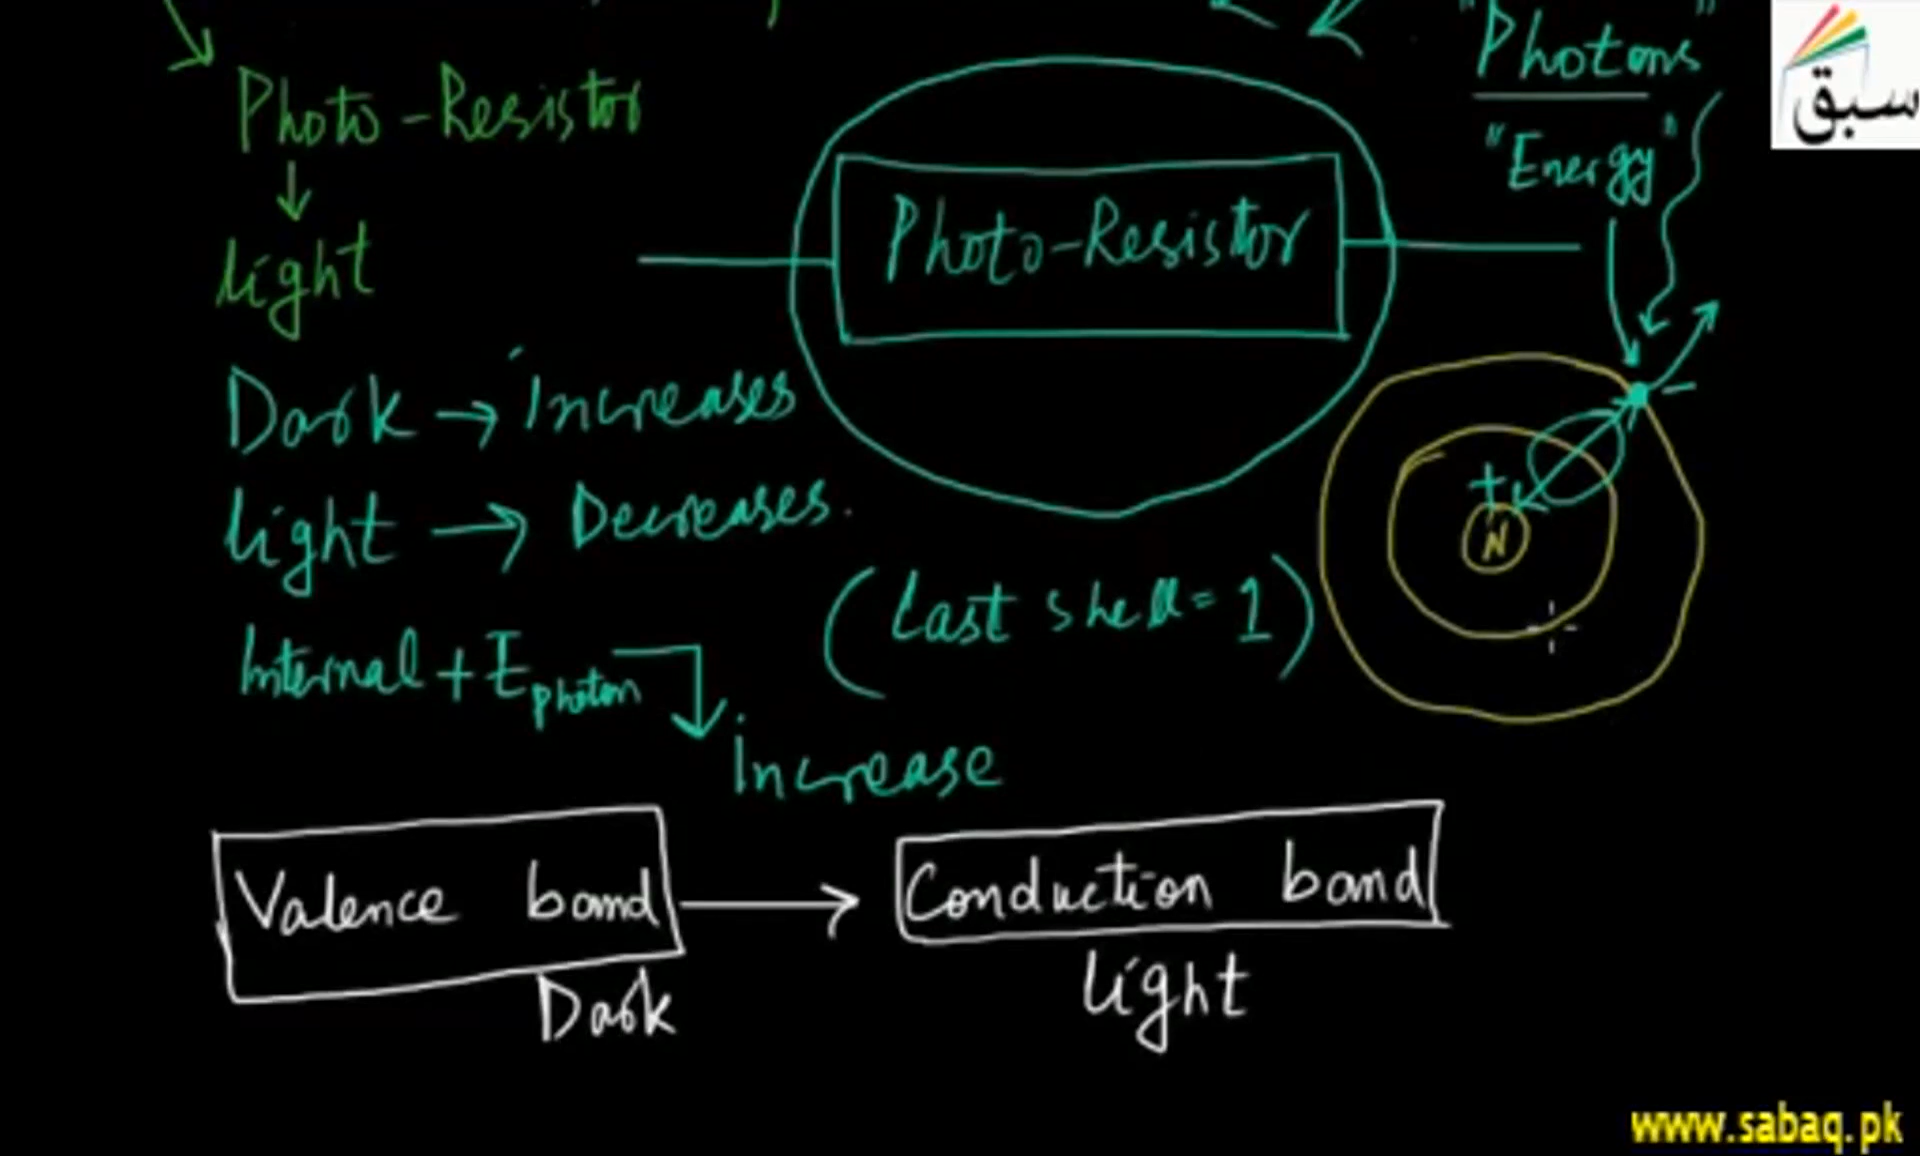 "Photons"
سبق
Photo-Resistor
"Energy"
Photo-Resistor
light
Dark → increases
light → Decreases.
+
-
N
(last shell = 1)
Internal + E photon
increase
Valence band → Conduction band
Dark
light
www.sabaq.pk